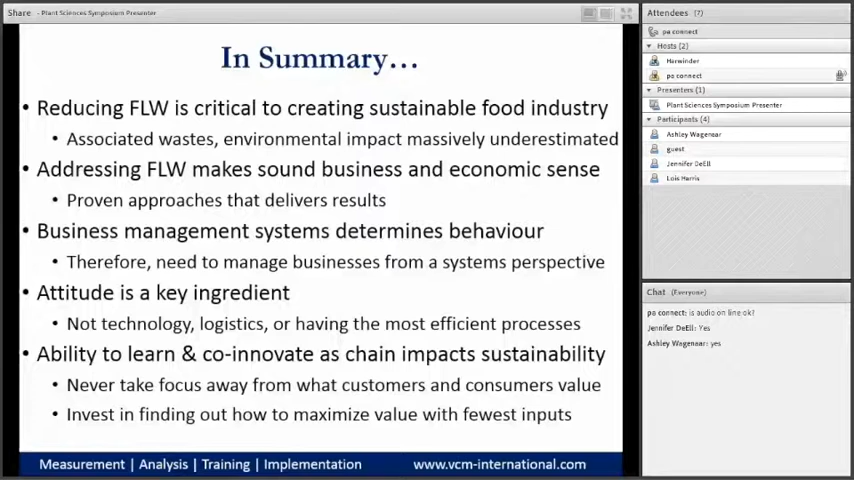 Share - Plant Sciences Symposium Presenter
In Summary...
• Reducing FLW is critical to creating sustainable food industry
• Associated wastes, environmental impact massively underestimated
• Addressing FLW makes sound business and economic sense
• Proven approaches that delivers results
• Business management systems determines behaviour
• Therefore, need to manage businesses from a systems perspective
• Attitude is a key ingredient
• Not technology, logistics, or having the most efficient processes
• Ability to learn & co-innovate as chain impacts sustainability
• Never take focus away from what customers and consumers value
• Invest in finding out how to maximize value with fewest inputs
Measurement | Analysis | Training | Implementation www.vcm-international.com
Attendees (7)
pa connect
Hosts (2)
Harwinder
pa connect
Presenters (1)
Plant Sciences Symposium Presenter
Participants (4)
Ashley Wagenaar
guest
Jennifer DeEll
Lois Harris
Chat (Everyone)
pa connect: is audio on line ok?
Jennifer DeEll: Yes
Ashley Wagenaar: yes